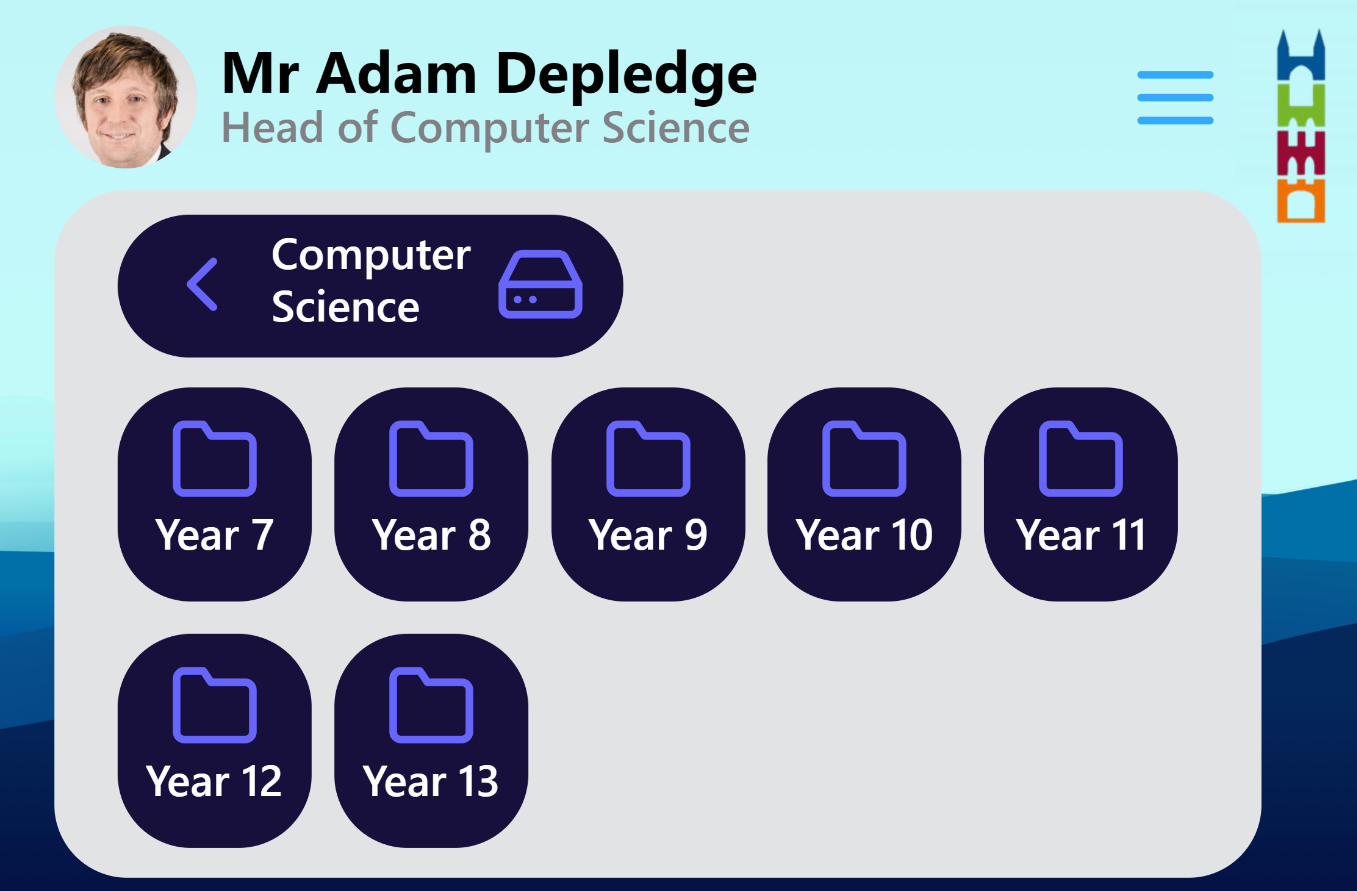 Mr Adam Depledge
Head of Computer Science
Computer
Science
Year 7
Year 8
Year 9
Year 10
Year 11
Year 12
Year 13